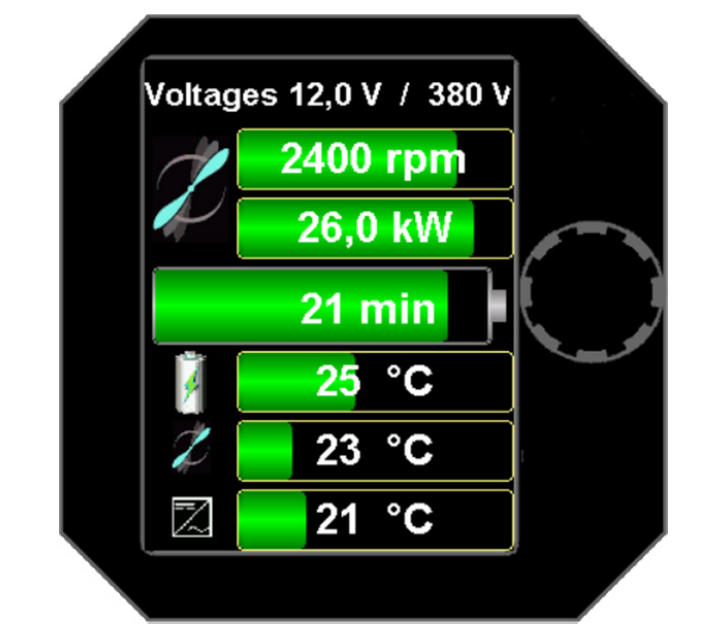 Voltages 12,0 V / 380 V
2400 rpm
26,0 kW
21 min
25 °C
23 °C
21 °C